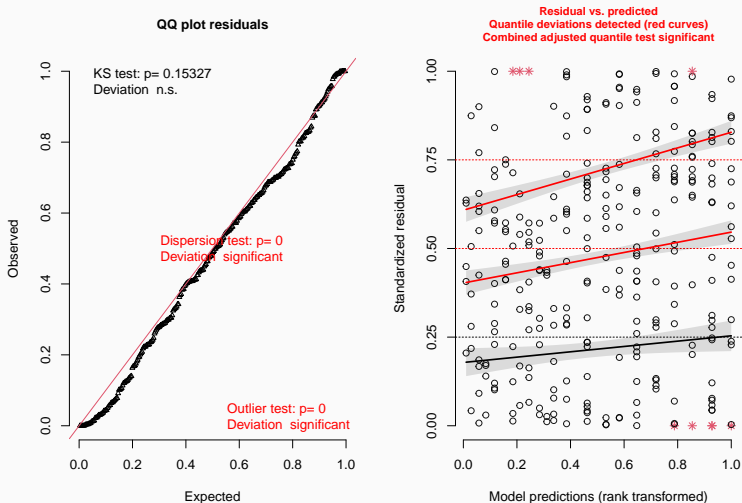 QQ plot residuals
KS test: p= 0.15327
Deviation n.s.
Dispersion test: p= 0
Deviation significant
Outlier test: p= 0
Deviation significant
Observed
0.0 0.2 0.4 0.6 0.8 1.0
0.0 0.2 0.4 0.6 0.8 1.0
Expected
Residual vs. predicted
Quantile deviations detected (red curves)
Combined adjusted quantile test significant
Standardized residual
0.00 0.25 0.50 0.75 1.00
0.0 0.2 0.4 0.6 0.8 1.0
Model predictions (rank transformed)